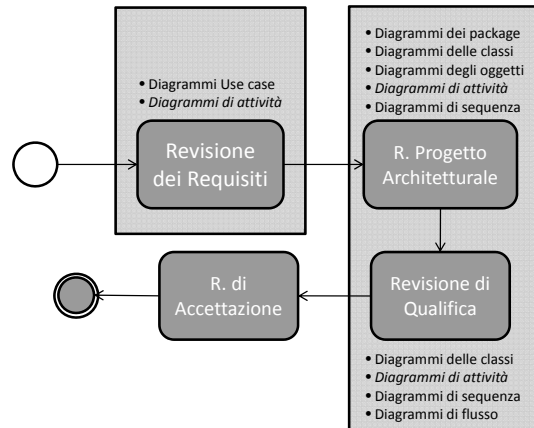 • Diagrammi Use case
• Diagrammi di attività
Revisione
dei Requisiti
• Diagrammi dei package
• Diagrammi delle classi
• Diagrammi degli oggetti
• Diagrammi di attività
• Diagrammi di sequenza
R. Progetto
Architetturale
R. di
Accettazione
Revisione di
Qualifica
• Diagrammi delle classi
• Diagrammi di attività
• Diagrammi di sequenza
• Diagrammi di flusso